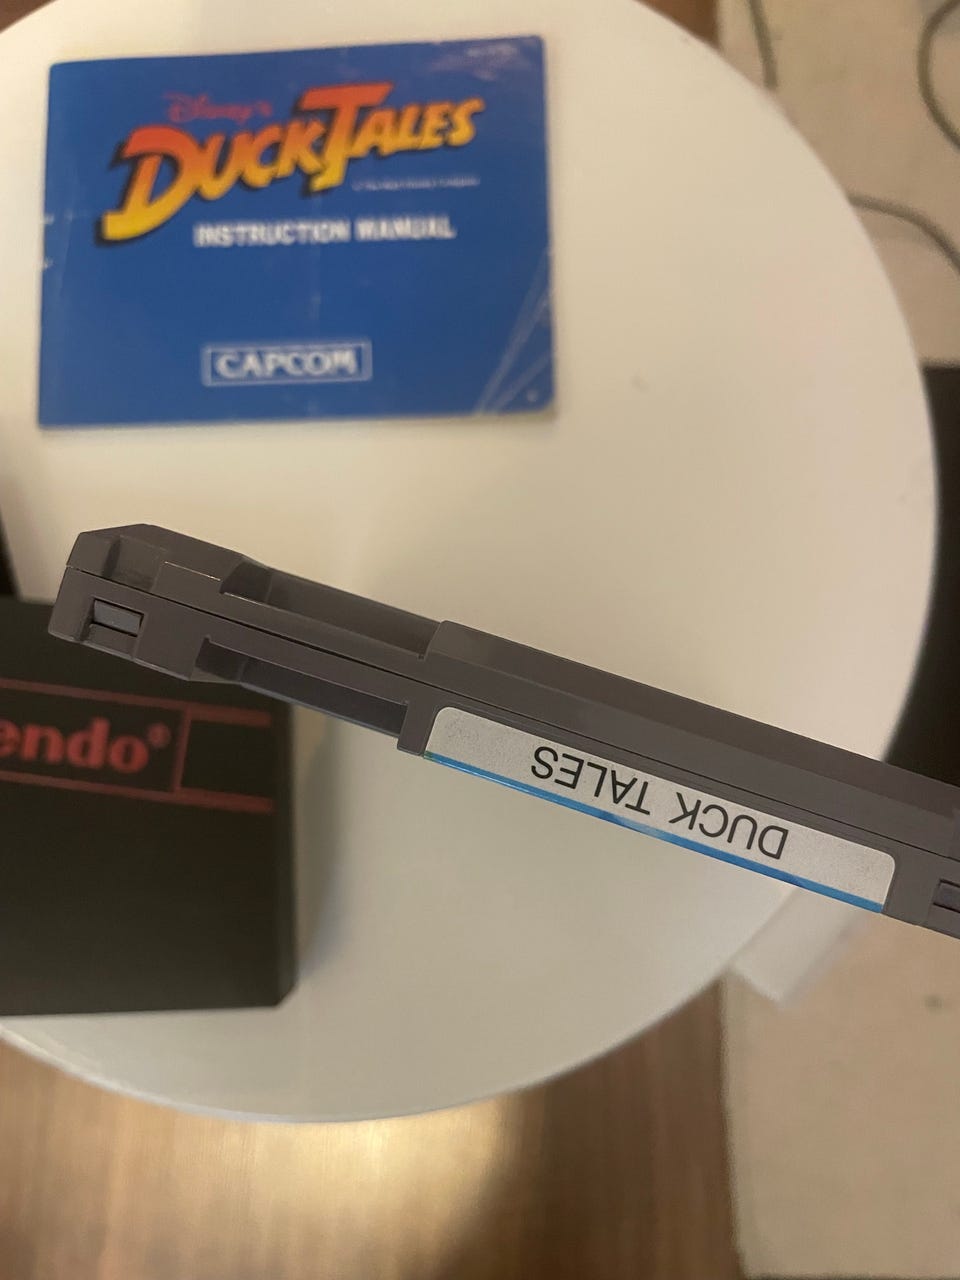 Disney's
DUCKTALES
INSTRUCTION MANUAL
CAPCOM
endo®
DUCK TALES